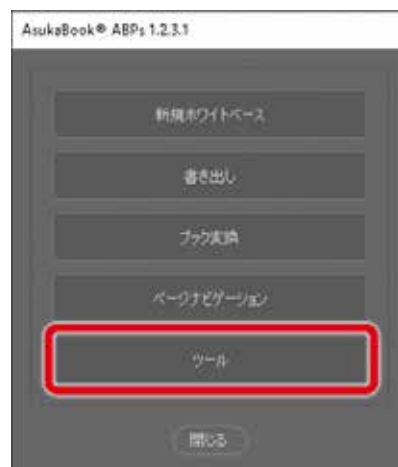 AsukaBook® ABPs 1.2.3.1
新規ホワイトベース
書き出し
ブック変換
ページナビゲーション
ツール
閉じる